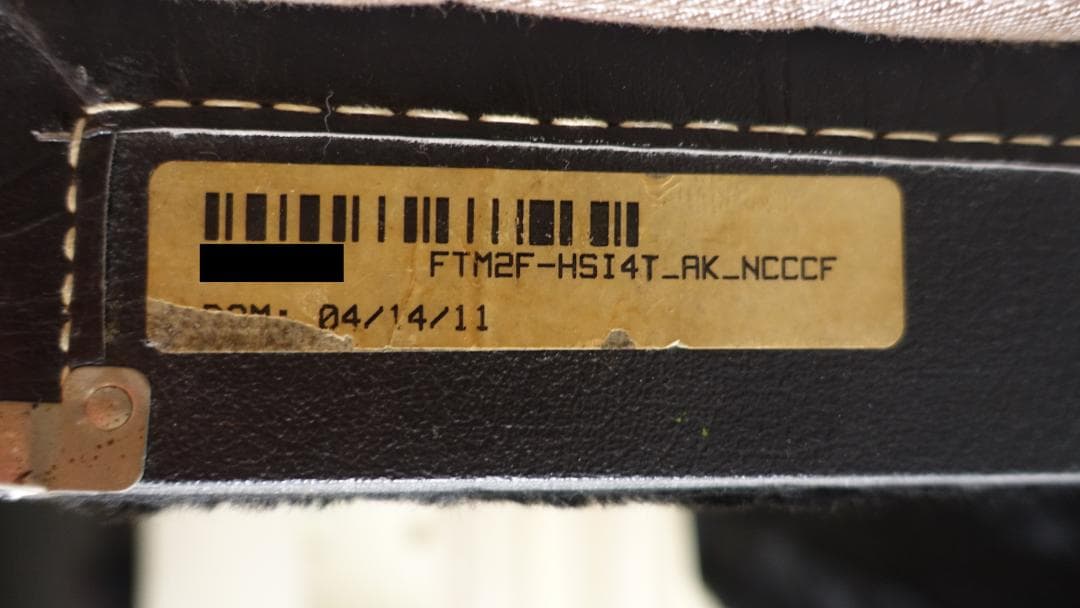 FTM2F-HSI4T_AK_NCCCF
DOM: 04/14/11